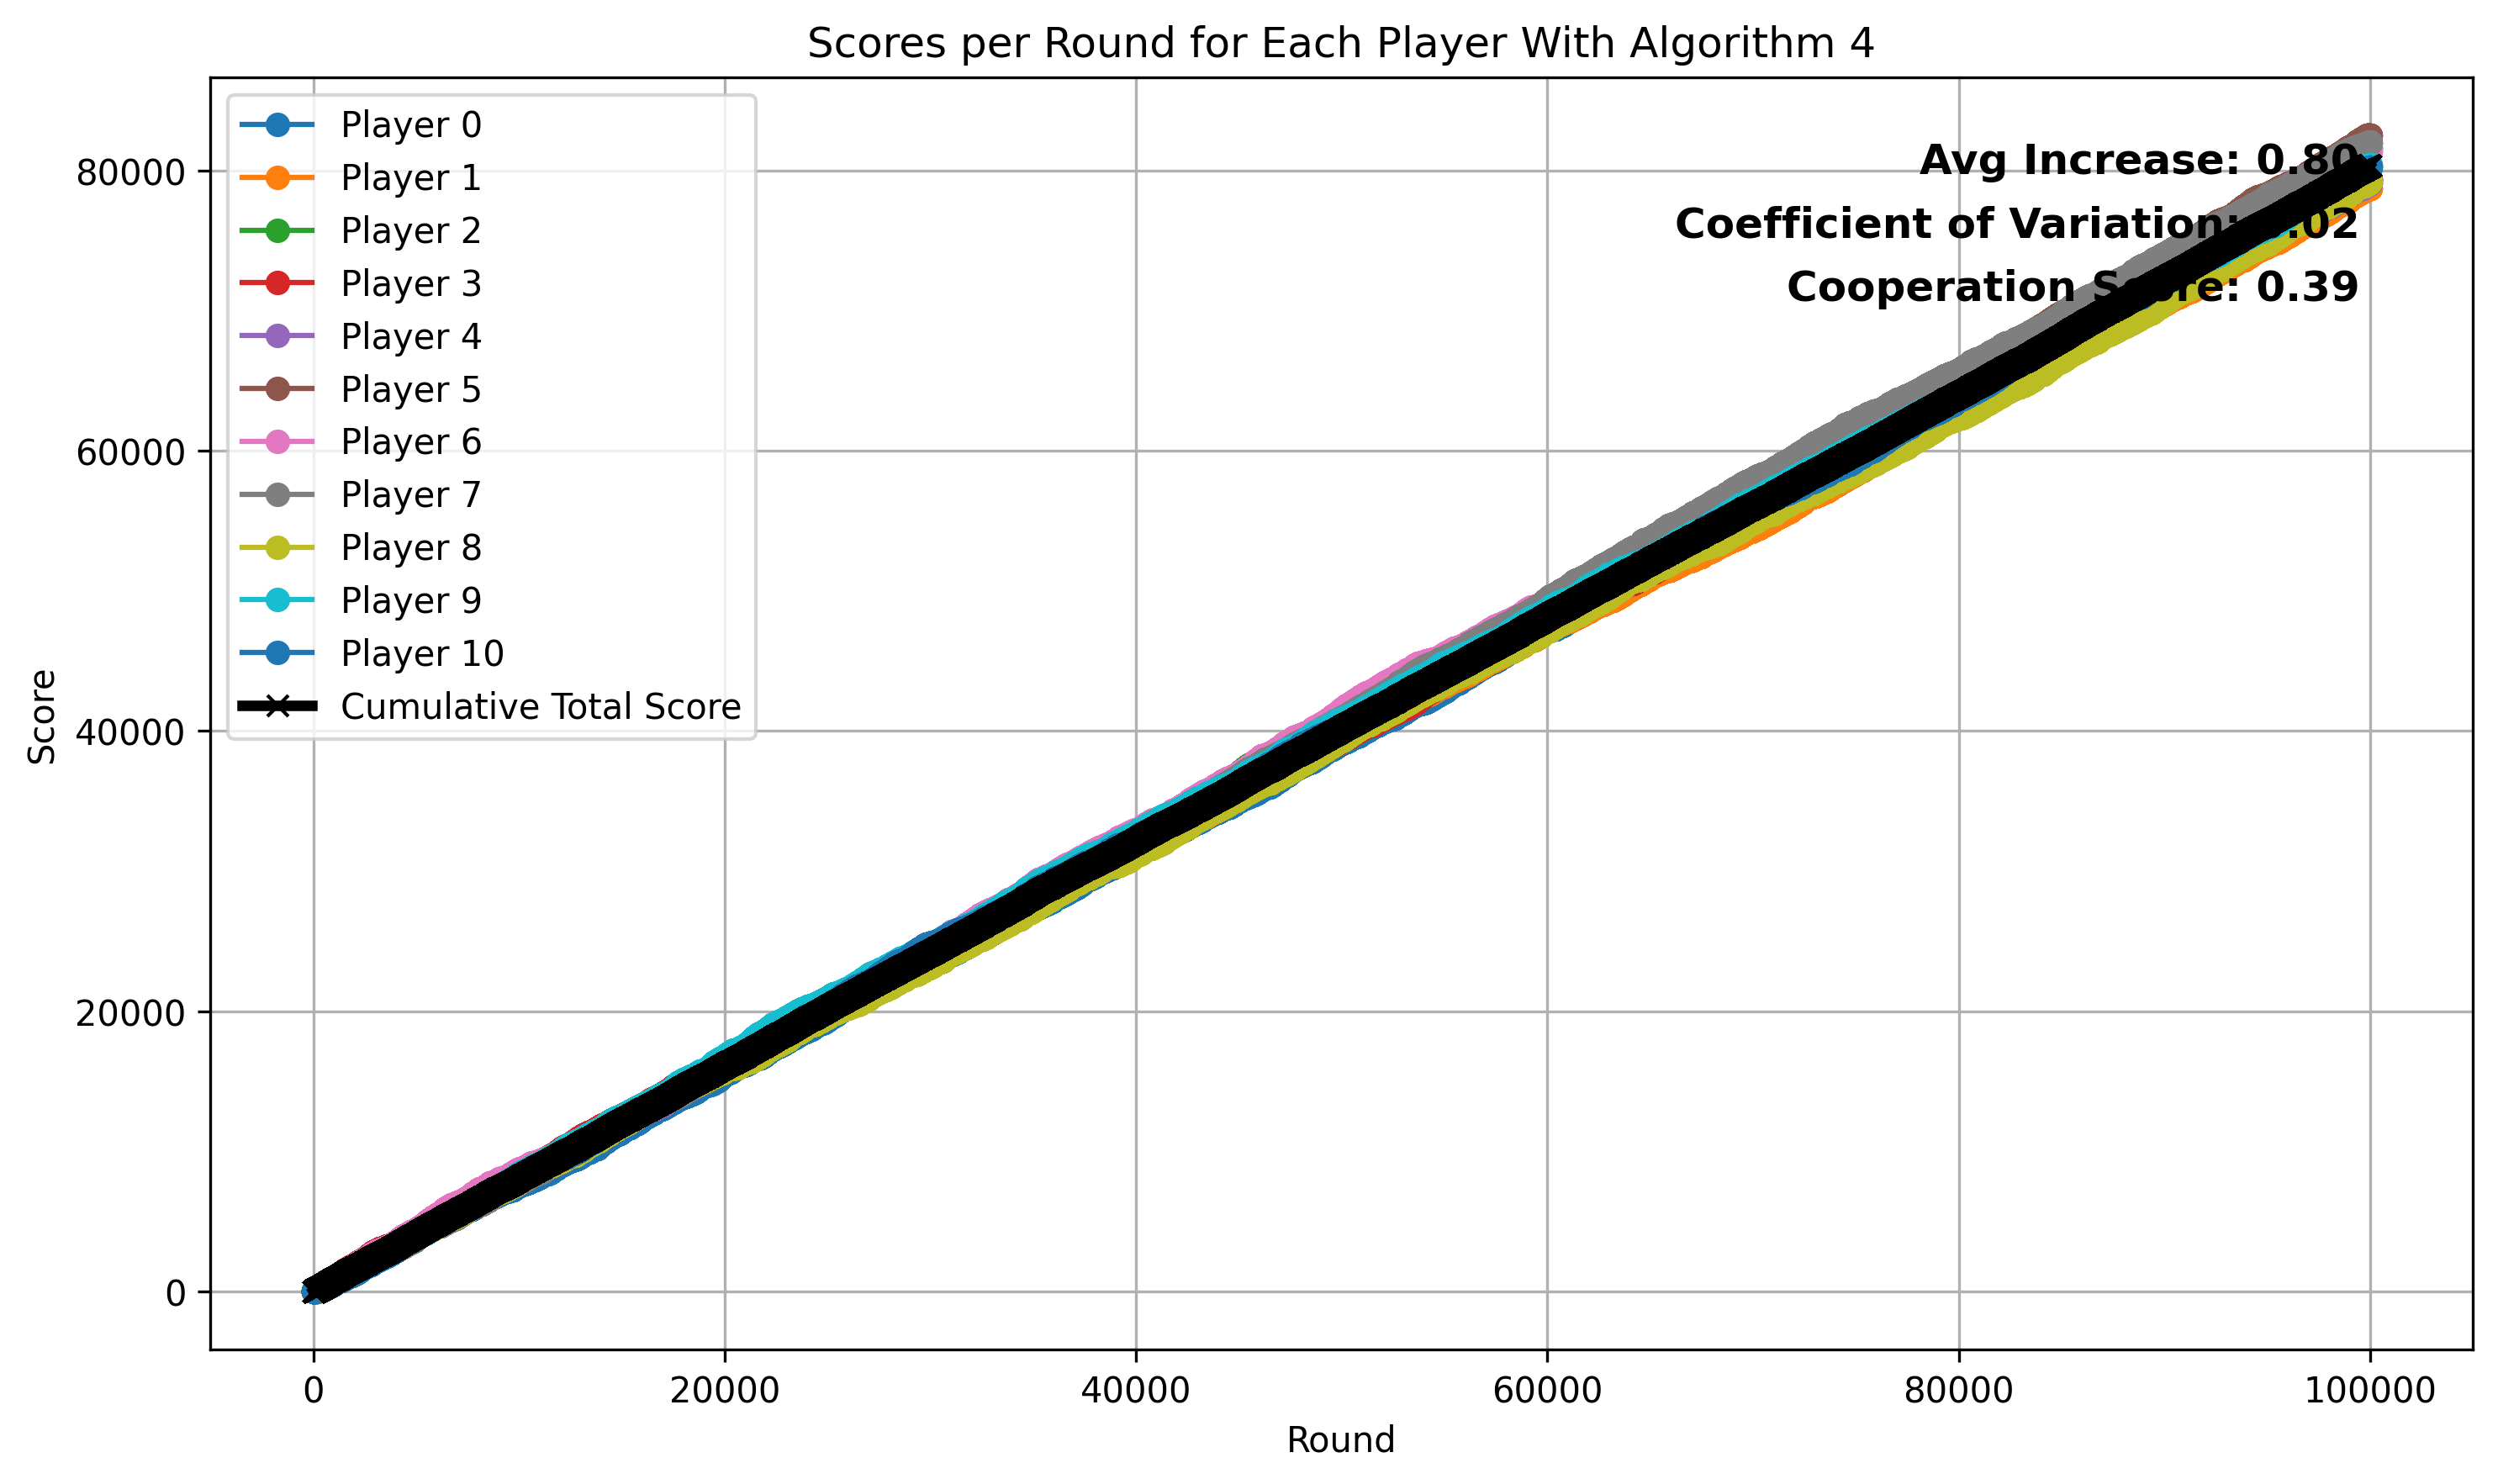 Scores per Round for Each Player With Algorithm 4
Player 0
Player 1
Player 2
Player 3
Player 4
Player 5
Player 6
Player 7
Player 8
Player 9
Player 10
Cumulative Total Score
Avg Increase: 0.80
Coefficient of Variation: .02
Cooperation Score: 0.39
Score
80000
60000
40000
20000
0
0
20000
40000
60000
80000
100000
Round